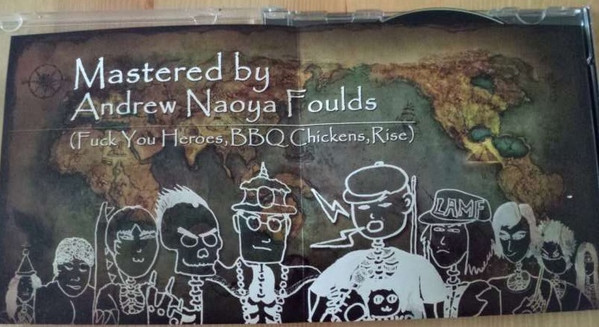 Mastered by
Andrew Naoya Foulds
(Fuck You Heroes, BBQ Chickens, Rise)
LAMF